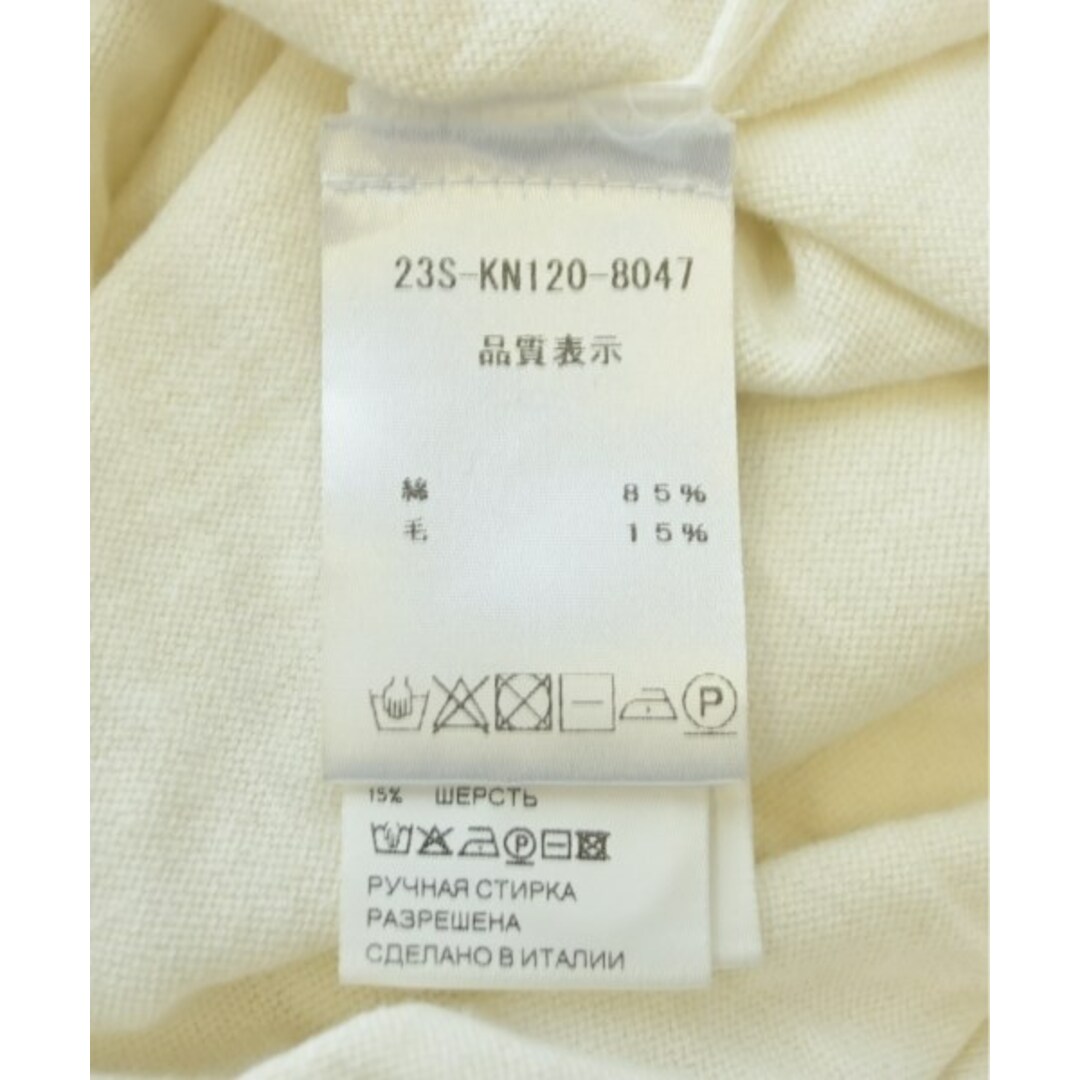 23S-KN120-8047
品質表示
綿 85%
毛 15%
P
15% ШЕРСТЬ
P
РУЧНАЯ СТИРКА
РАЗРЕШЕНА
СДЕЛАНО В ИТАЛИИ